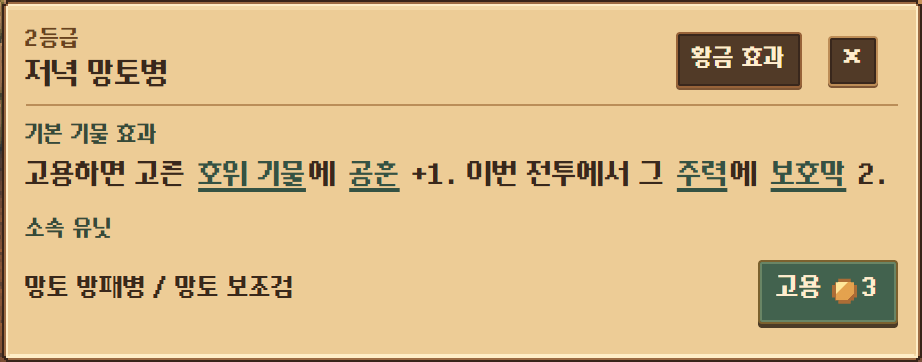 2등급
저녁 망토병
황금 효과
×
기본 기물 효과
고용하면 고른 호위 기물에 공훈 +1. 이번 전투에서 그 주력에 보호막 2.
소속 유닛
망토 방패병 / 망토 보조검
고용 3